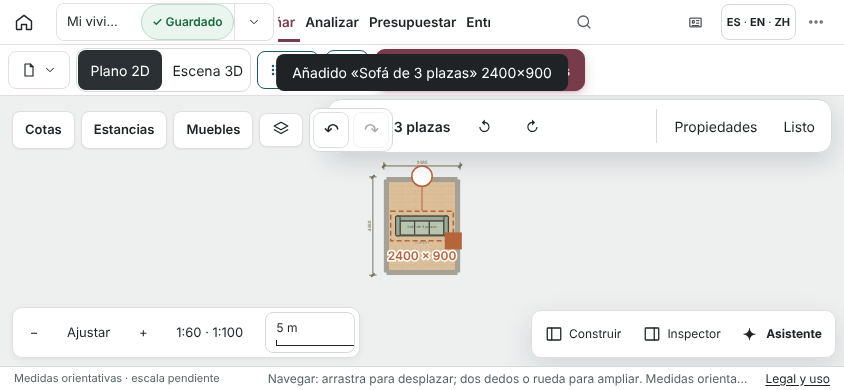 Mi vivi... ✓ Guardado Analizar Presupuestar
ES · EN · ZH
Plano 2D Escena 3D
Añadido «Sofá de 3 plazas» 2400×900
Cotas Estancias Muebles
3 plazas
Propiedades Listo
2400 × 900
− Ajustar + 1:60 · 1:100 5 m
Construir Inspector Asistente
Medidas orientativas · escala pendiente
Navegar: arrastra para desplazar; dos dedos o rueda para ampliar. Medidas orienta...
Legal y uso